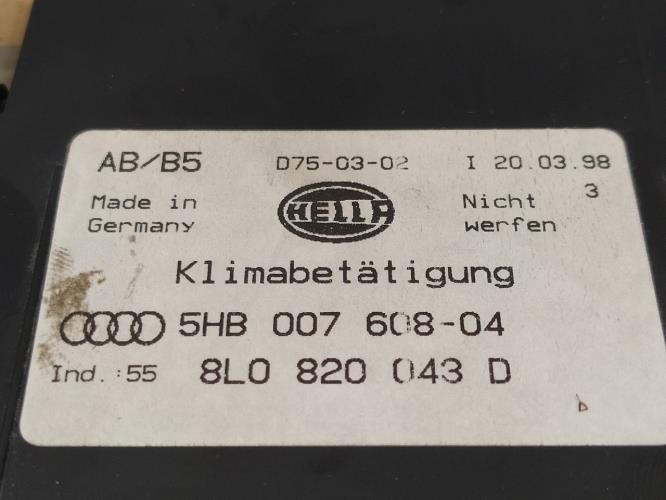 AB/B5 D75-03-02 I 20.03.98
Made in Germany
HELLA
Nicht werfen 3
Klimabetätigung
5HB 007 608-04
Ind.:55 8L0 820 043 D